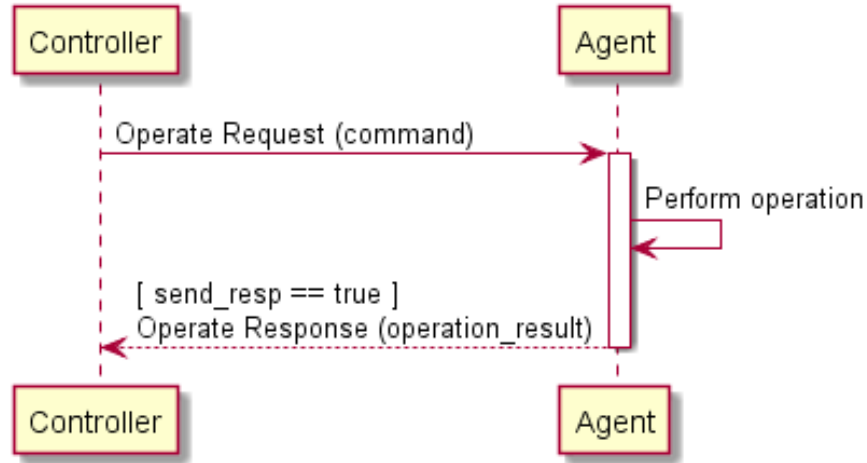 Controller
Agent
Operate Request (command)
Perform operation
[ send_resp == true ]
Operate Response (operation_result)
Controller
Agent